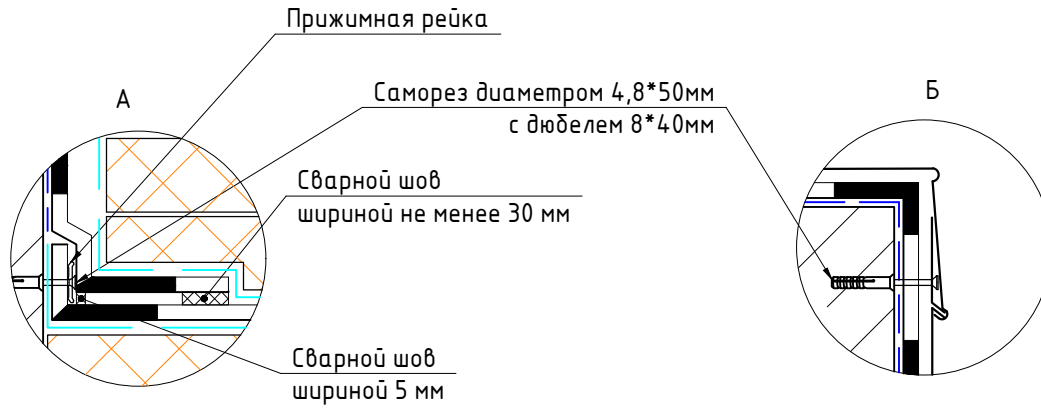 Прижимная рейка
А
Саморез диаметром 4,8*50мм
с дюбелем 8*40мм
Б
Сварной шов
шириной не менее 30 мм
Сварной шов
шириной 5 мм